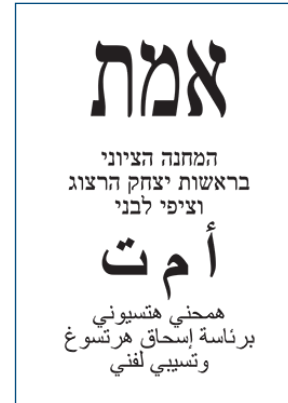 אמת
המחנה הציוני
בראשות יצחק הרצוג
וציפי לבני
أ م ت
همحني هتسيوني
برئاسة إسحاق هرتسوغ
وتسيبي لفني